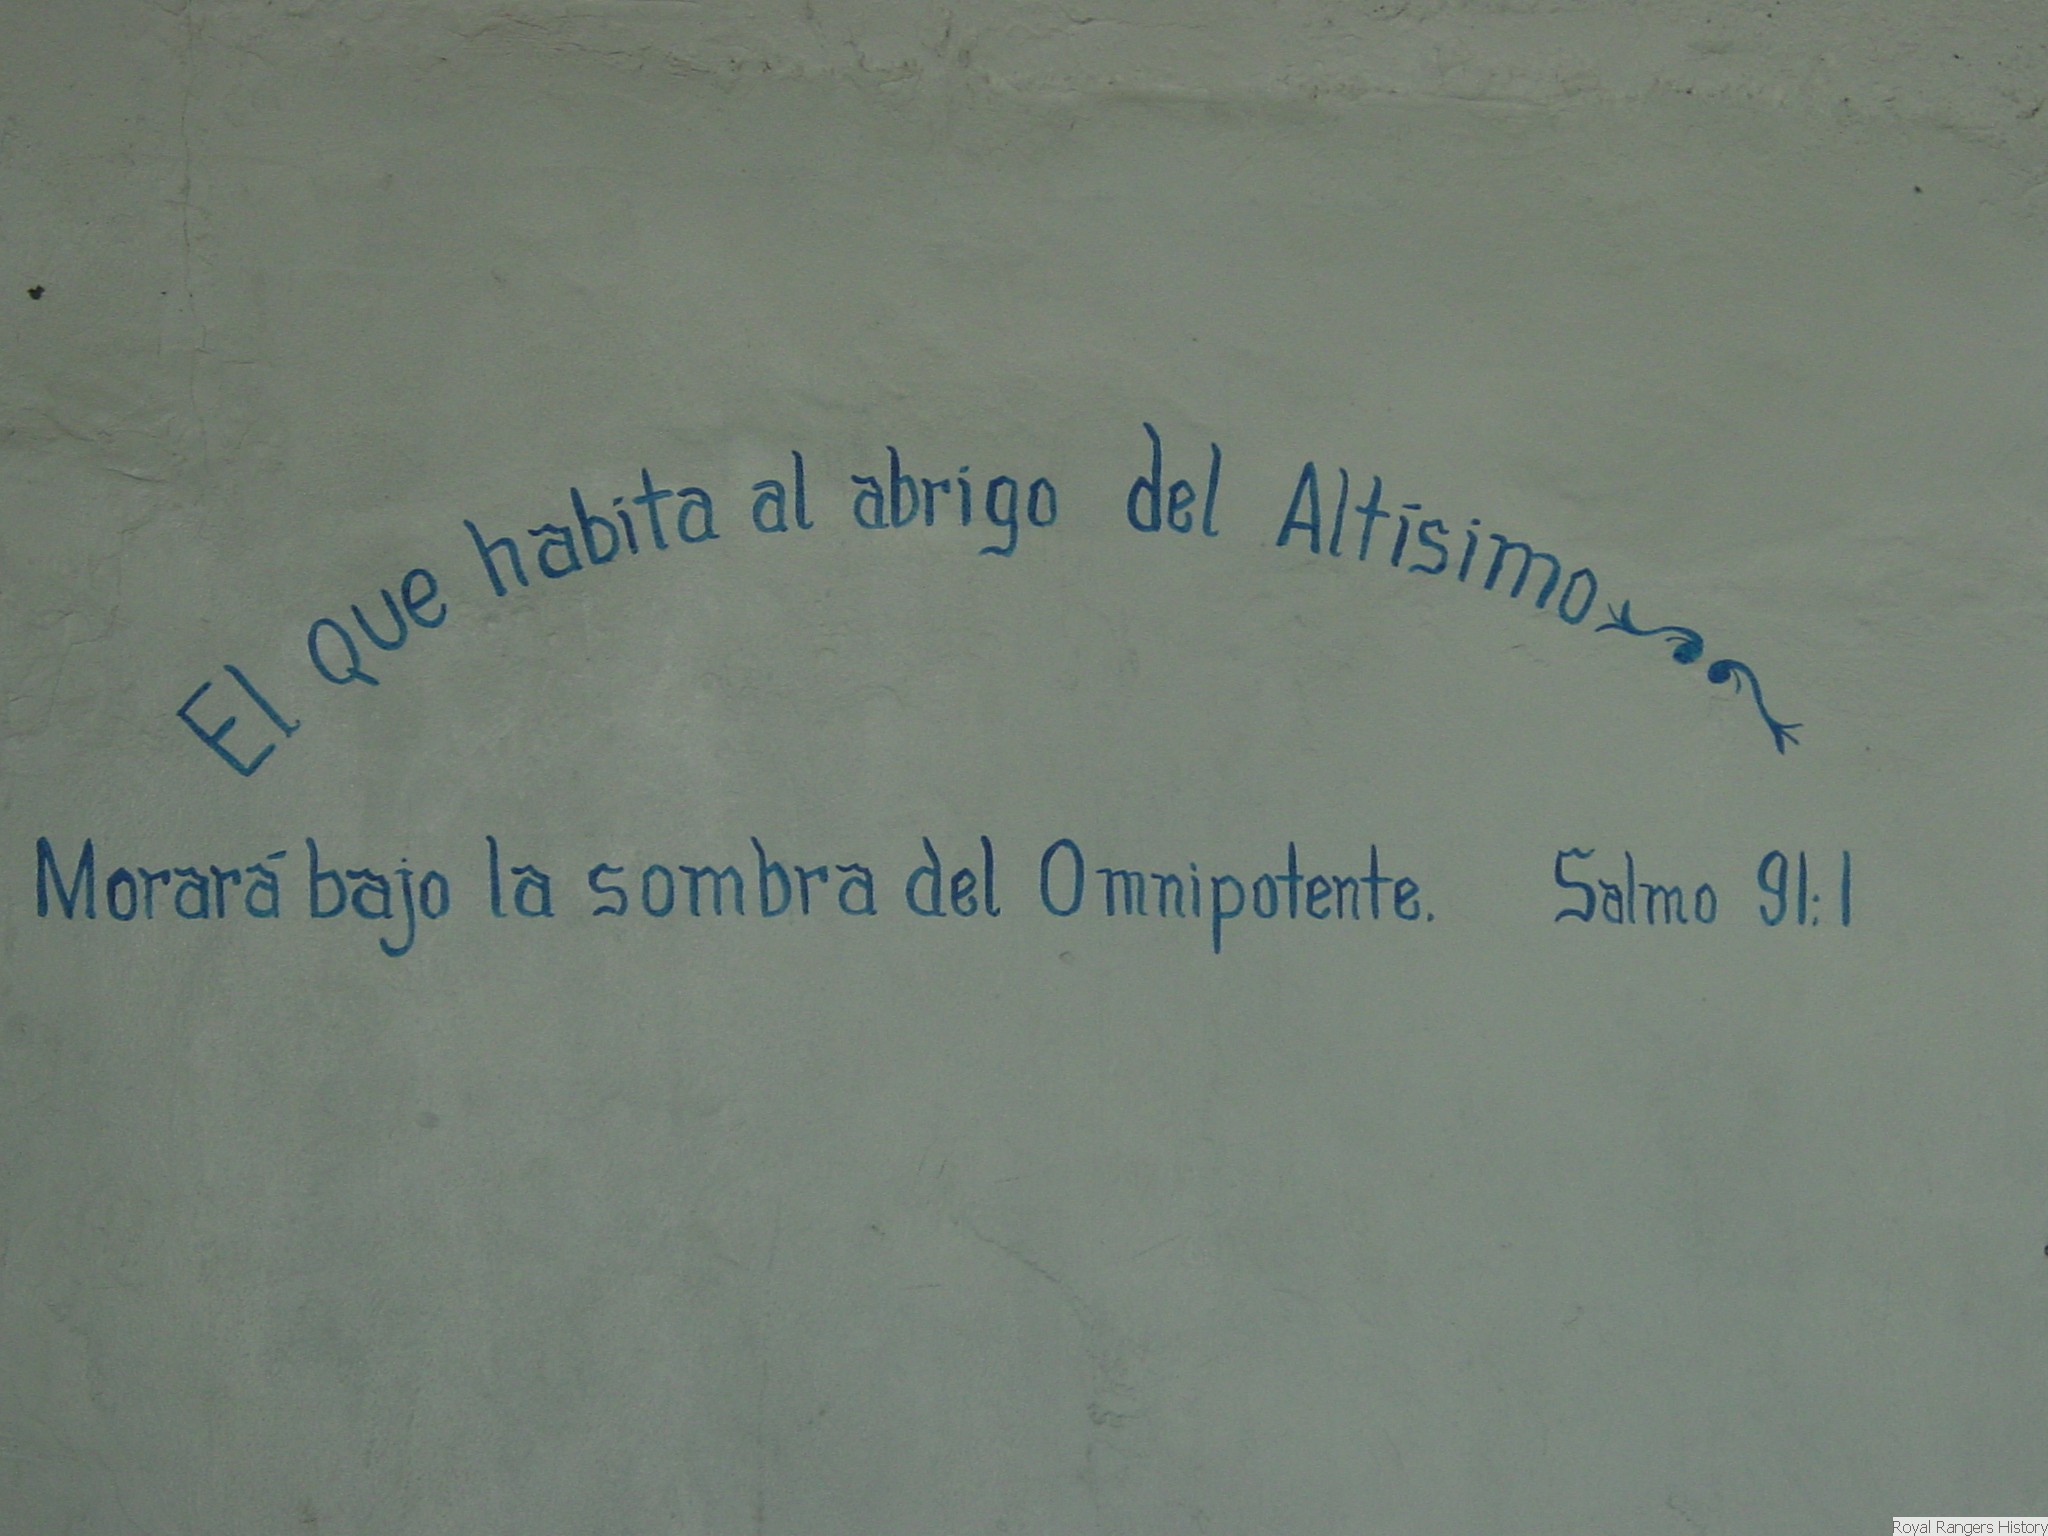 El que habita al abrigo del Altísimo
Morará bajo la sombra del Omnipotente. Salmo 91:1
Royal Rangers History